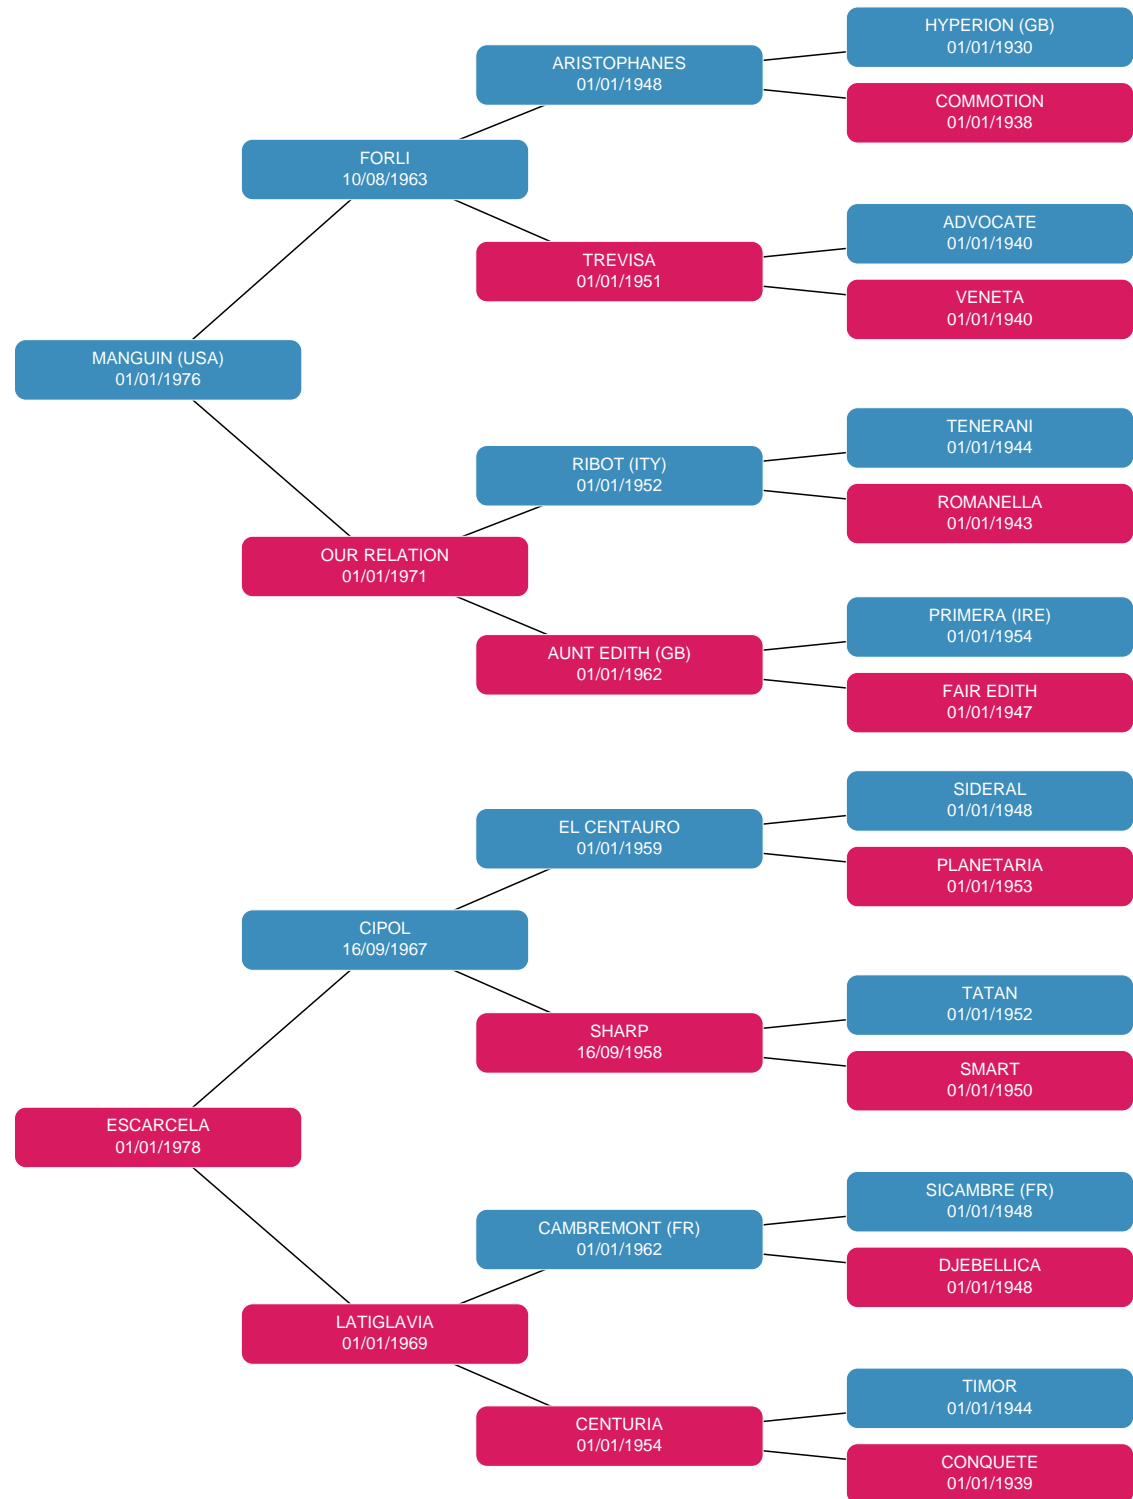 HYPERION (GB)
01/01/1930
ARISTOPHANES
01/01/1948
COMMOTION
01/01/1938
FORLI
10/08/1963
ADVOCATE
01/01/1940
TREVISA
01/01/1951
VENETA
01/01/1940
MANGUIN (USA)
01/01/1976
TENERANI
01/01/1944
RIBOT (ITY)
01/01/1952
ROMANELLA
01/01/1943
OUR RELATION
01/01/1971
PRIMERA (IRE)
01/01/1954
AUNT EDITH (GB)
01/01/1962
FAIR EDITH
01/01/1947
SIDERAL
01/01/1948
EL CENTAURO
01/01/1959
PLANETARIA
01/01/1953
CIPOL
16/09/1967
TATAN
01/01/1952
SHARP
16/09/1958
SMART
01/01/1950
ESCARCELA
01/01/1978
SICAMBRE (FR)
01/01/1948
CAMBREMONT (FR)
01/01/1962
DJEBELLICA
01/01/1948
LATIGLAVIA
01/01/1969
TIMOR
01/01/1944
CENTURIA
01/01/1954
CONQUETE
01/01/1939